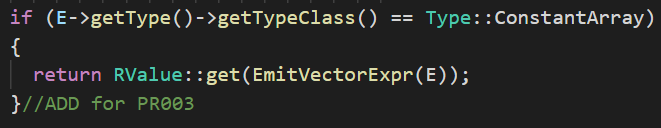 if (E->getType()->getTypeClass() == Type::ConstantArray)
{
  return RValue::get(EmitVectorExpr(E));
}//ADD for PR003